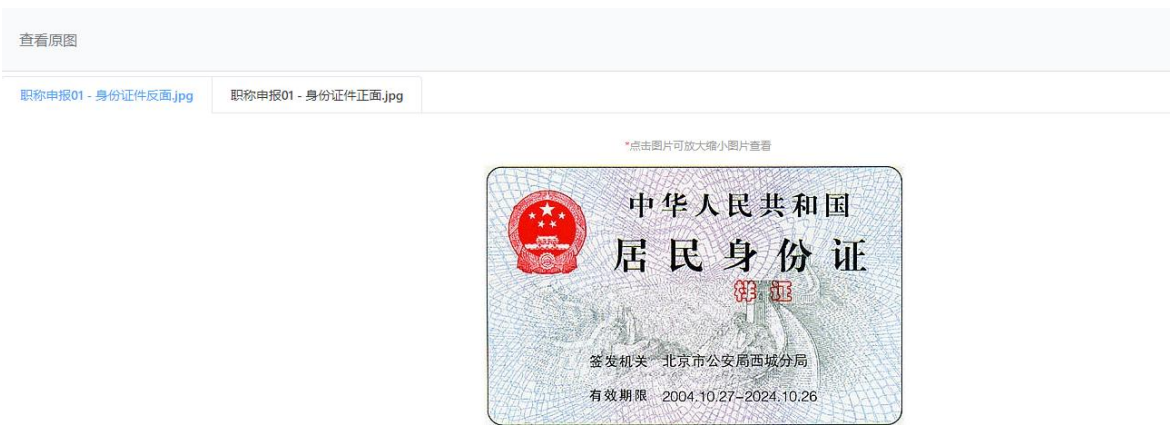 查看原图
职称申报01 - 身份证件反面.jpg 职称申报01 - 身份证件正面.jpg
*点击图片可放大缩小图片查看
中华人民共和国
居民身份证
样证
签发机关 北京市公安局西城分局
有效期限 2004.10.27-2024.10.26